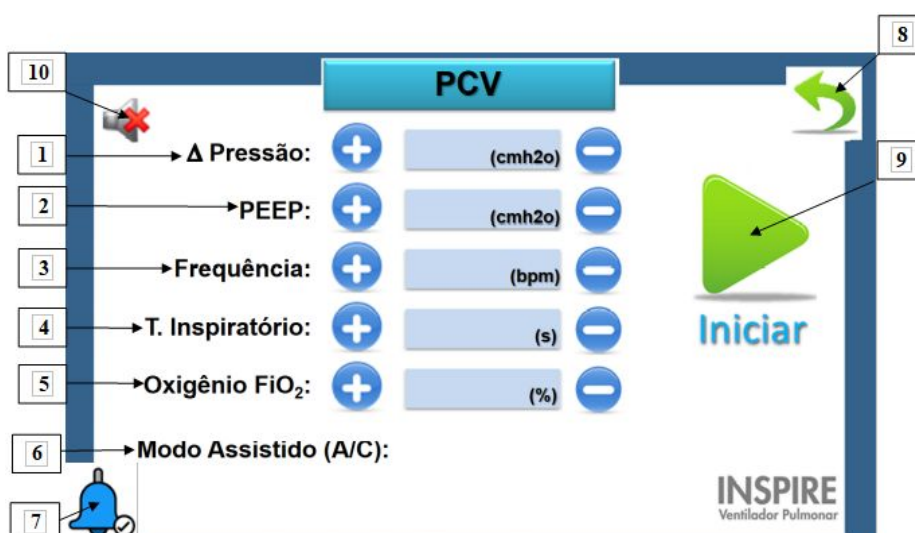 8
PCV
10
1 Δ Pressão: (cmh2o)
9
2 PEEP: (cmh2o)
3 Frequência: (bpm)
4 T. Inspiratório: (s)
Iniciar
5 Oxigênio FiO₂: (%)
6 Modo Assistido (A/C):
7
INSPIRE
Ventilador Pulmonar